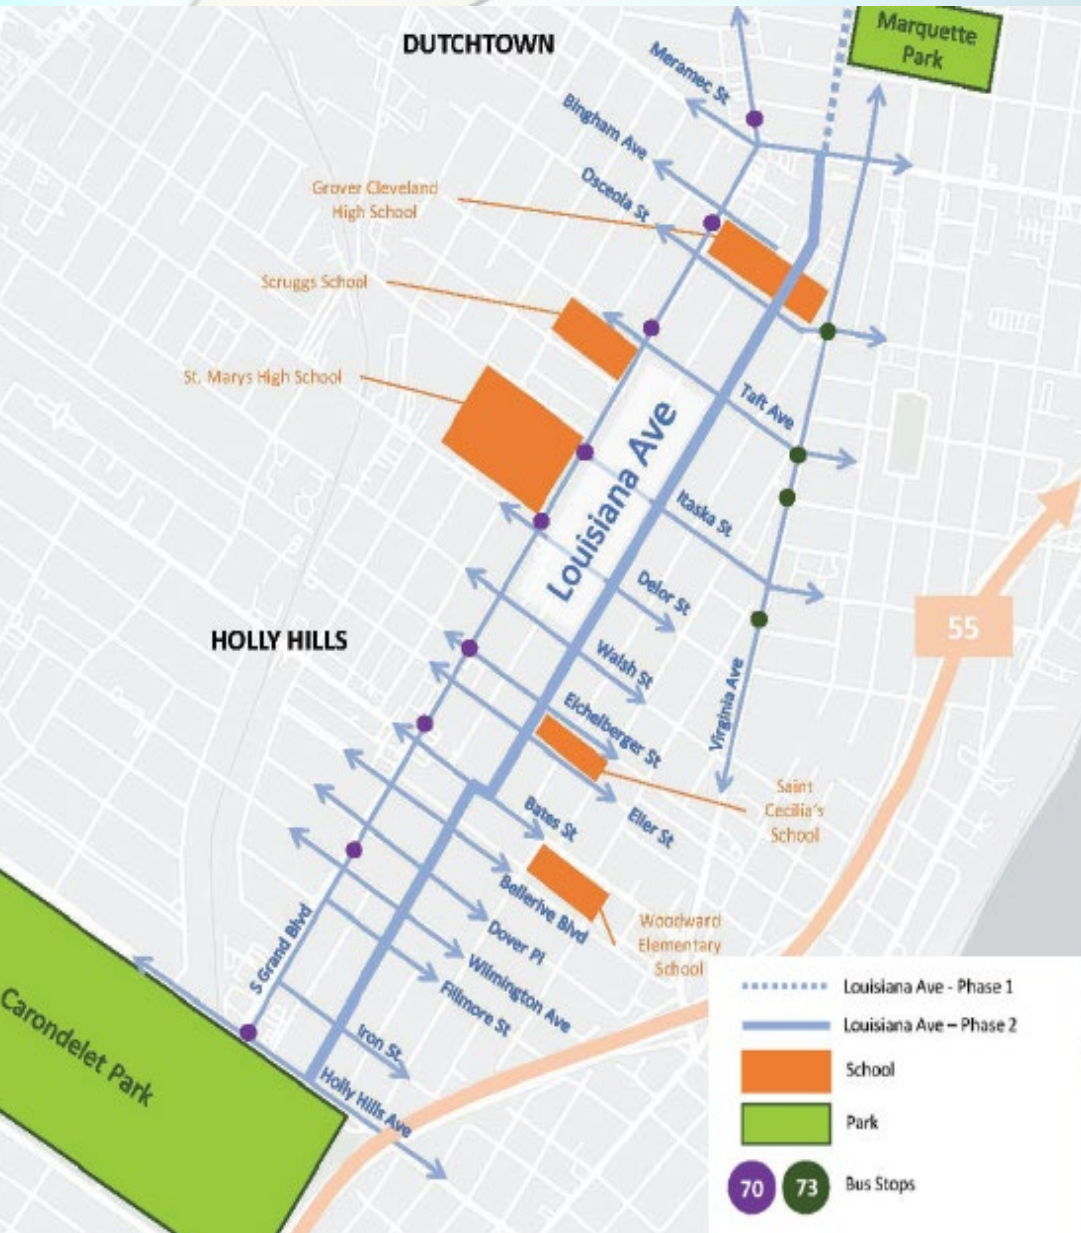 DUTCHTOWN
Marquette
Park
Meramec St
Bingham Ave
Osceola St
Grover Cleveland
High School
Scruggs School
St. Marys High School
Taft Ave
Louisiana Ave
Itaska St
Delor St
HOLLY HILLS
55
Walsh St
Virginia Ave
Eichelberger St
Saint
Cecilia's
School
Eller St
Bates St
Bellerive Blvd
Woodward
Elementary
School
Dover Pl
S Grand Blvd
Wilmington Ave
Fillmore St
Carondelet Park
Iron St
Holly Hills Ave
Louisiana Ave - Phase 1
Louisiana Ave – Phase 2
School
Park
70 73 Bus Stops